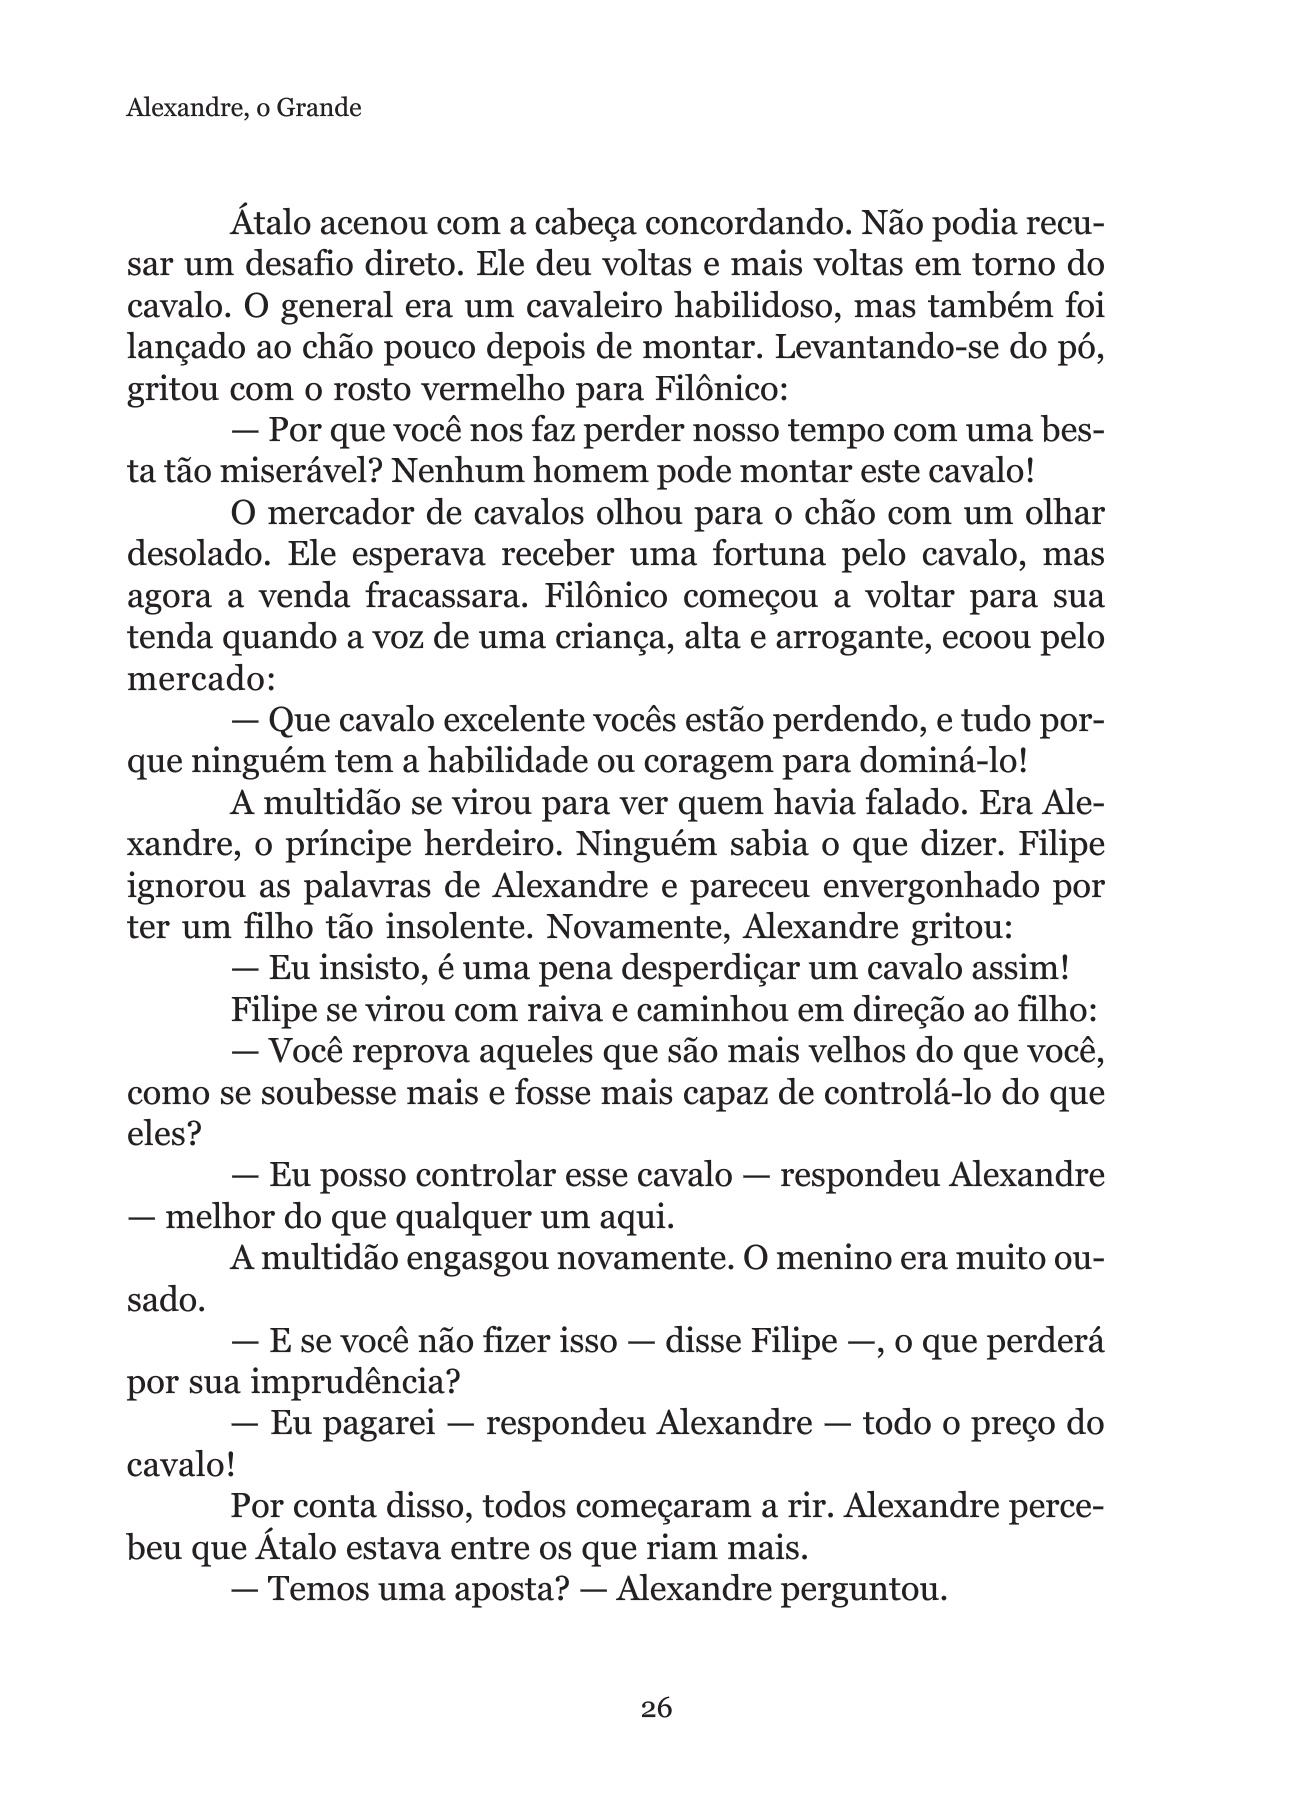 Alexandre, o Grande
Átalo acenou com a cabeça concordando. Não podia recu-
sar um desafio direto. Ele deu voltas e mais voltas em torno do
cavalo. O general era um cavaleiro habilidoso, mas também foi
lançado ao chão pouco depois de montar. Levantando-se do pó,
gritou com o rosto vermelho para Filônico:
— Por que você nos faz perder nosso tempo com uma bes-
ta tão miserável? Nenhum homem pode montar este cavalo!
O mercador de cavalos olhou para o chão com um olhar
desolado. Ele esperava receber uma fortuna pelo cavalo, mas
agora a venda fracassara. Filônico começou a voltar para sua
tenda quando a voz de uma criança, alta e arrogante, ecoou pelo
mercado:
— Que cavalo excelente vocês estão perdendo, e tudo por-
que ninguém tem a habilidade ou coragem para dominá-lo!
A multidão se virou para ver quem havia falado. Era Ale-
xandre, o príncipe herdeiro. Ninguém sabia o que dizer. Filipe
ignorou as palavras de Alexandre e pareceu envergonhado por
ter um filho tão insolente. Novamente, Alexandre gritou:
— Eu insisto, é uma pena desperdiçar um cavalo assim!
Filipe se virou com raiva e caminhou em direção ao filho:
— Você reprova aqueles que são mais velhos do que você,
como se soubesse mais e fosse mais capaz de controlá-lo do que
eles?
— Eu posso controlar esse cavalo — respondeu Alexandre
— melhor do que qualquer um aqui.
A multidão engasgou novamente. O menino era muito ou-
sado.
— E se você não fizer isso — disse Filipe —, o que perderá
por sua imprudência?
— Eu pagarei — respondeu Alexandre — todo o preço do
cavalo!
Por conta disso, todos começaram a rir. Alexandre perce-
beu que Átalo estava entre os que riam mais.
— Temos uma aposta? — Alexandre perguntou.
26